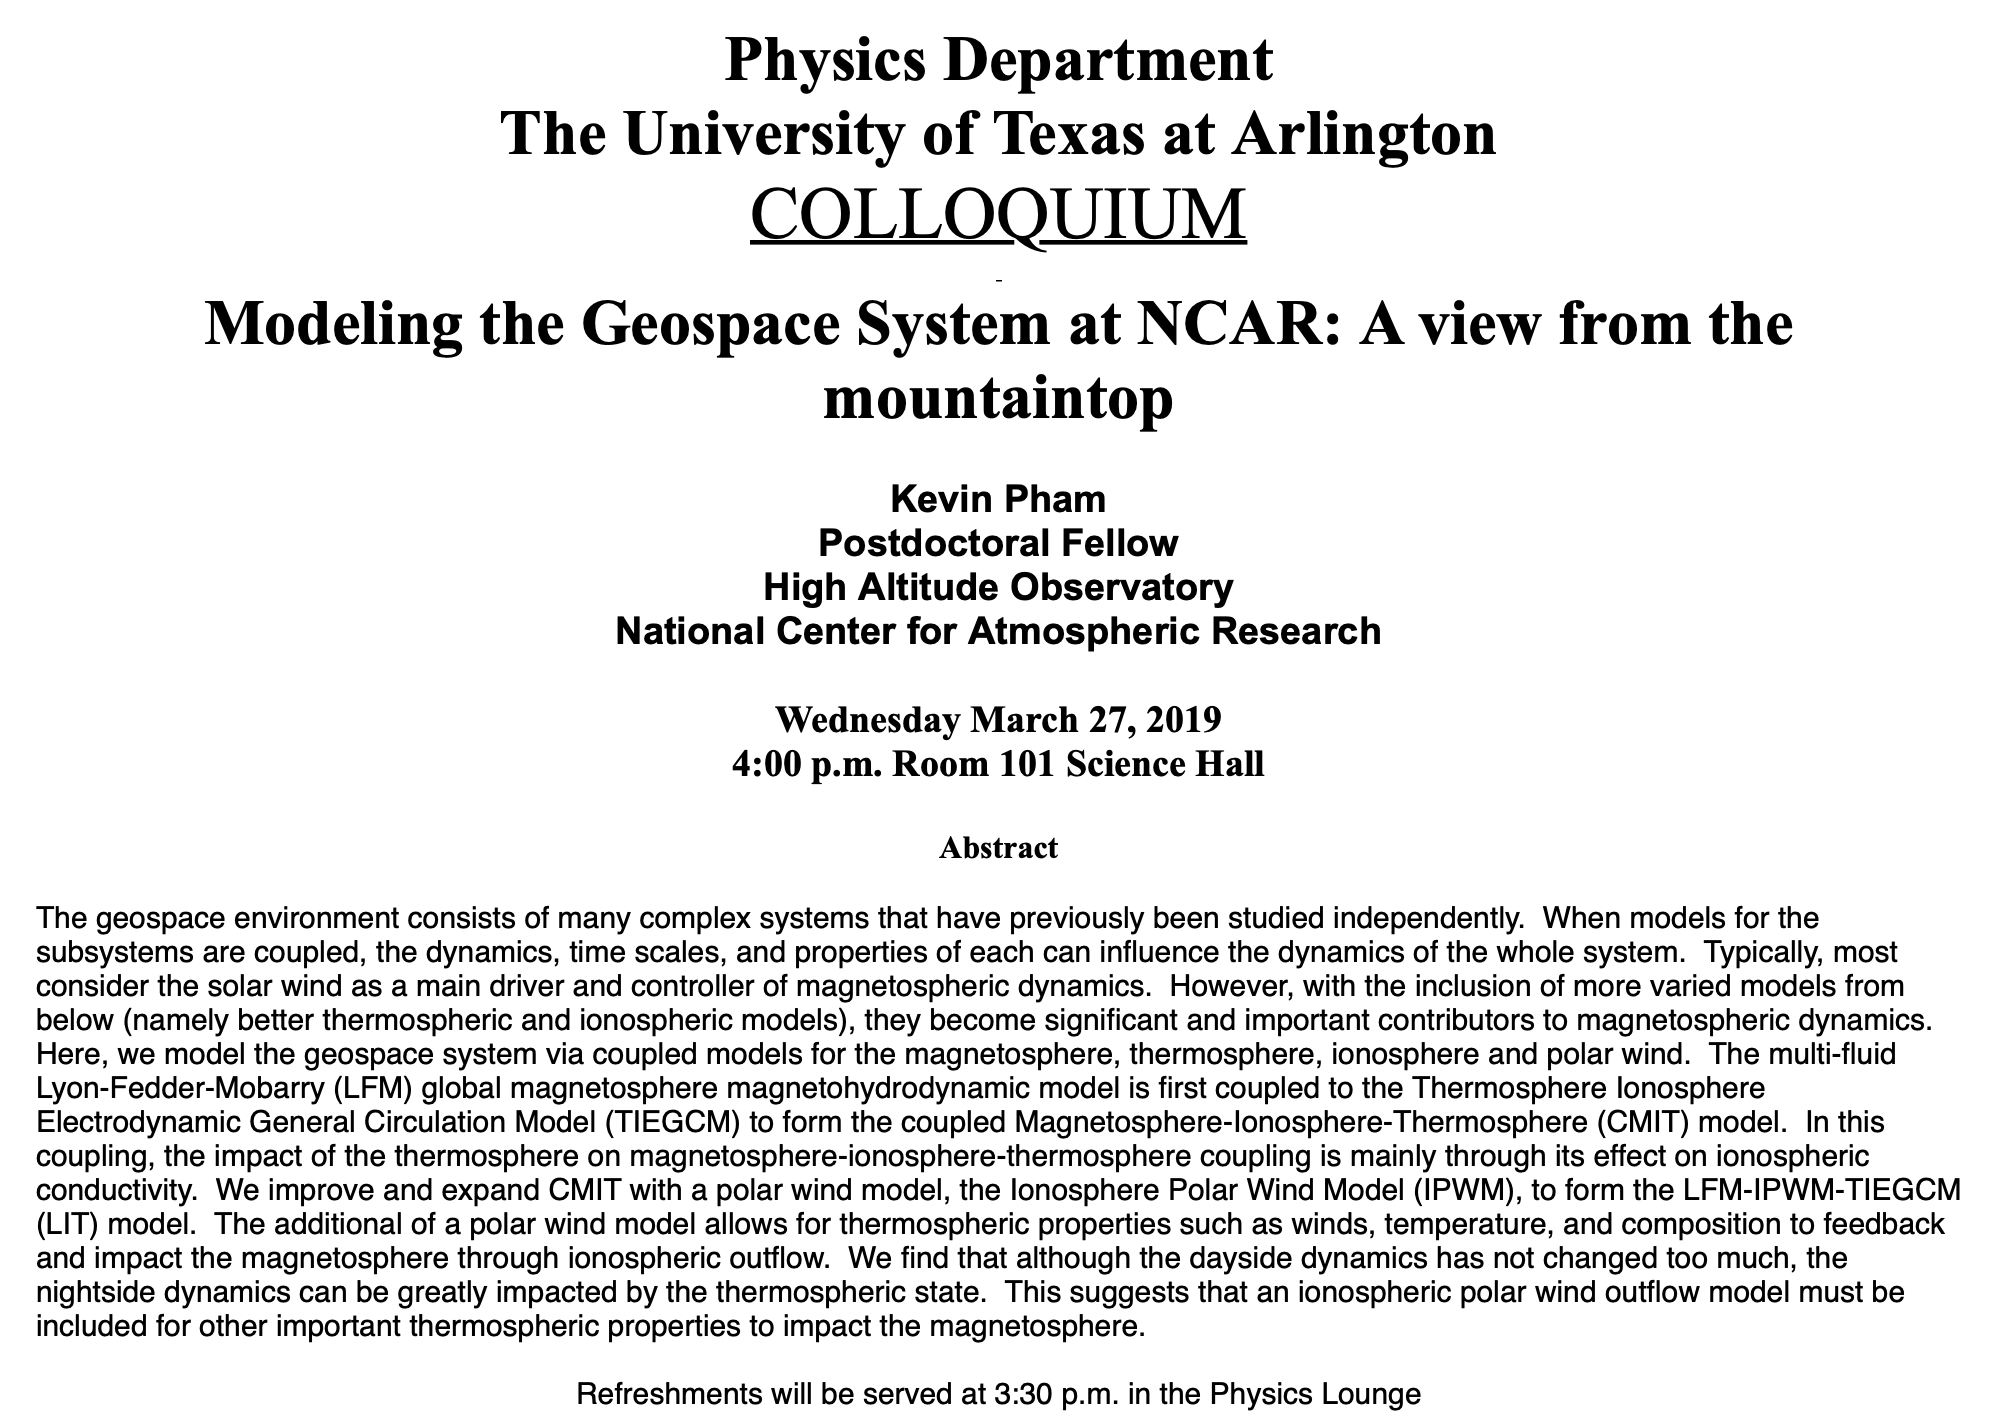 Physics Department
The University of Texas at Arlington
COLLOQUIUM
-
Modeling the Geospace System at NCAR: A view from the
mountaintop
Kevin Pham
Postdoctoral Fellow
High Altitude Observatory
National Center for Atmospheric Research
Wednesday March 27, 2019
4:00 p.m. Room 101 Science Hall
Abstract
The geospace environment consists of many complex systems that have previously been studied independently.  When models for the
subsystems are coupled, the dynamics, time scales, and properties of each can influence the dynamics of the whole system.  Typically, most
consider the solar wind as a main driver and controller of magnetospheric dynamics.  However, with the inclusion of more varied models from
below (namely better thermospheric and ionospheric models), they become significant and important contributors to magnetospheric dynamics.
Here, we model the geospace system via coupled models for the magnetosphere, thermosphere, ionosphere and polar wind.  The multi-fluid
Lyon-Fedder-Mobarry (LFM) global magnetosphere magnetohydrodynamic model is first coupled to the Thermosphere Ionosphere
Electrodynamic General Circulation Model (TIEGCM) to form the coupled Magnetosphere-Ionosphere-Thermosphere (CMIT) model.  In this
coupling, the impact of the thermosphere on magnetosphere-ionosphere-thermosphere coupling is mainly through its effect on ionospheric
conductivity.  We improve and expand CMIT with a polar wind model, the Ionosphere Polar Wind Model (IPWM), to form the LFM-IPWM-TIEGCM
(LIT) model.  The additional of a polar wind model allows for thermospheric properties such as winds, temperature, and composition to feedback
and impact the magnetosphere through ionospheric outflow.  We find that although the dayside dynamics has not changed too much, the
nightside dynamics can be greatly impacted by the thermospheric state.  This suggests that an ionospheric polar wind outflow model must be
included for other important thermospheric properties to impact the magnetosphere.
Refreshments will be served at 3:30 p.m. in the Physics Lounge